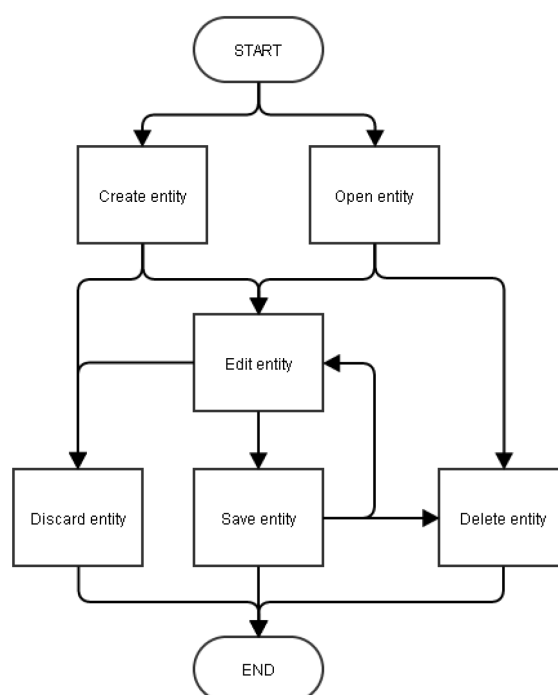 START
Create entity
Open entity
Edit entity
Discard entity
Save entity
Delete entity
END